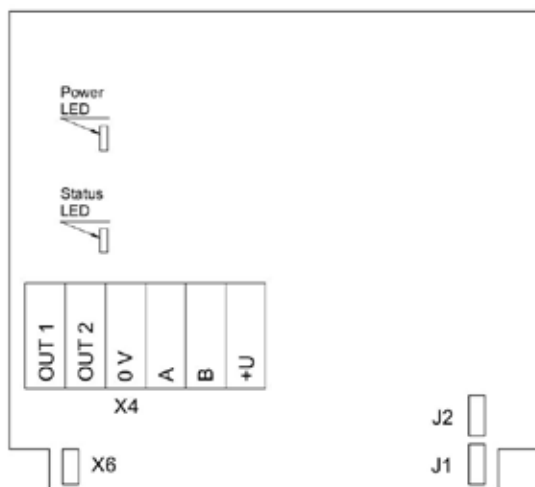 Power
LED
Status
LED
OUT 1
OUT 2
0 V
A
B
+U
X4
J2
X6
J1